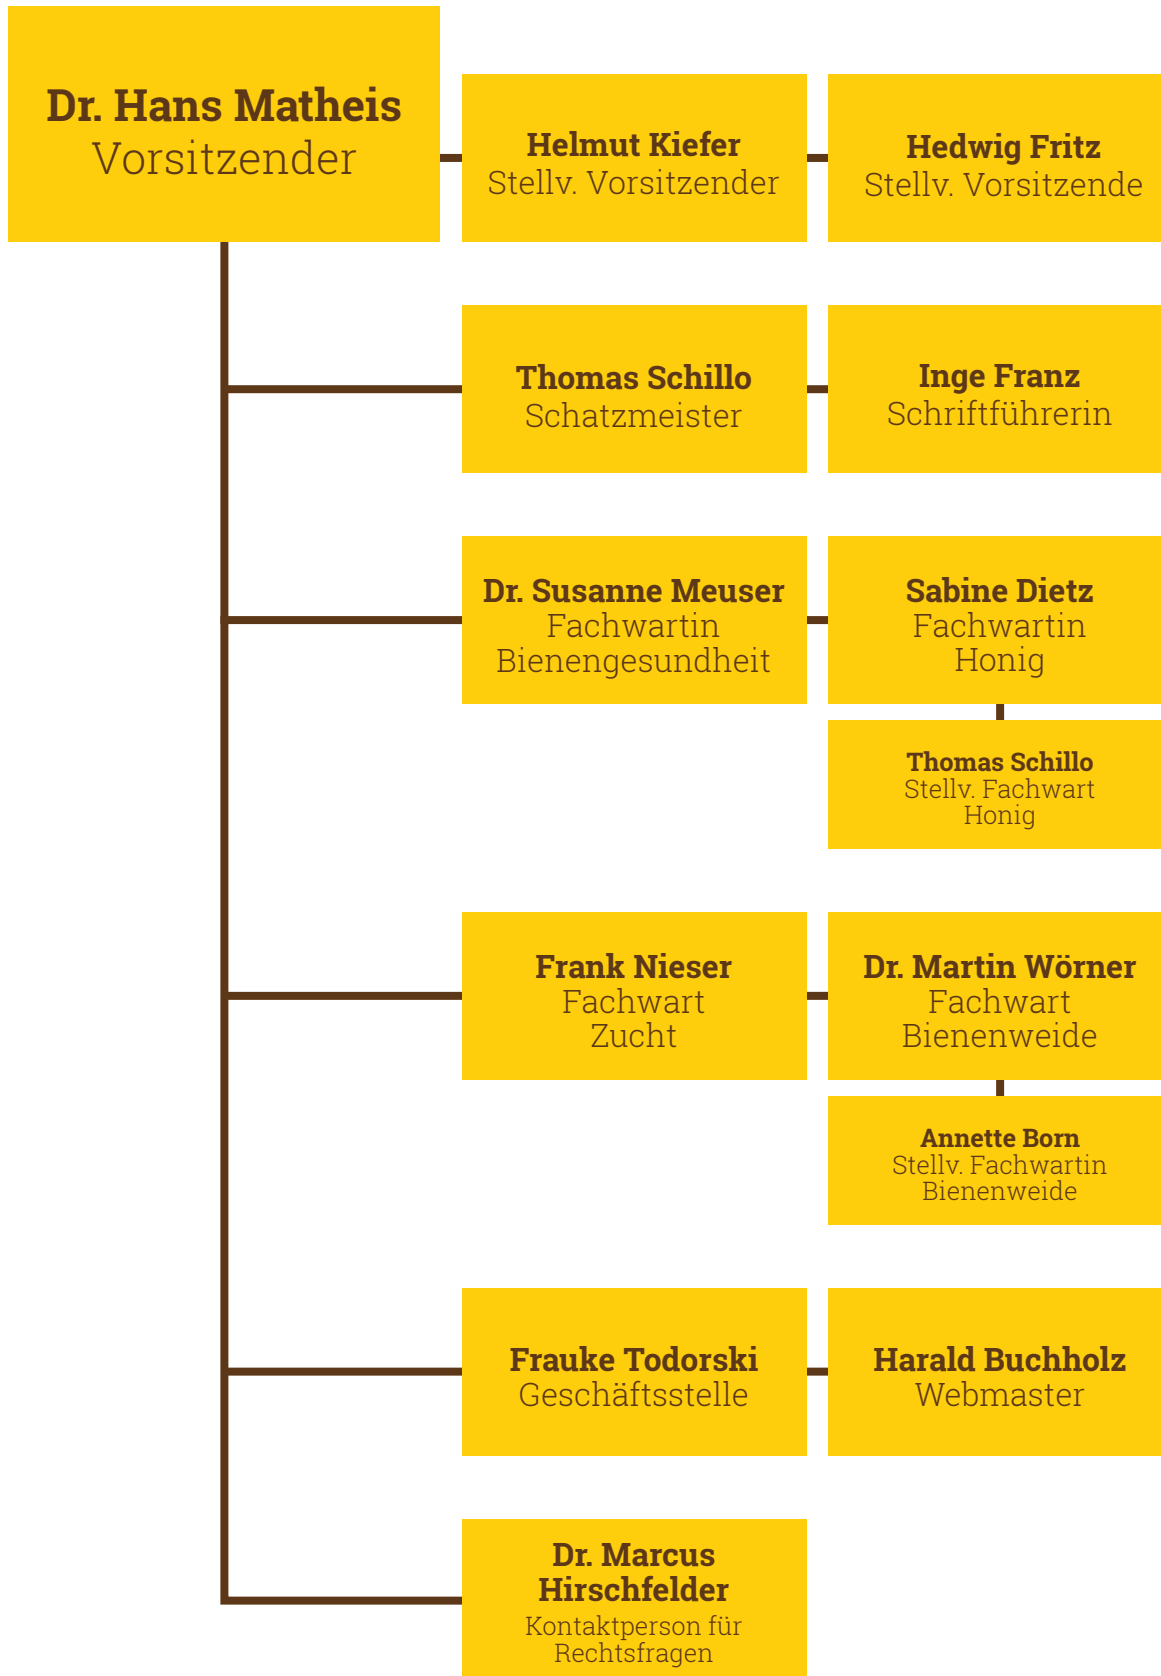 Dr. Hans Matheis
Vorsitzender
Helmut Kiefer
Stellv. Vorsitzender
Hedwig Fritz
Stellv. Vorsitzende
Thomas Schillo
Schatzmeister
Inge Franz
Schriftführerin
Dr. Susanne Meuser
Fachwartin
Bienengesundheit
Sabine Dietz
Fachwartin
Honig
Thomas Schillo
Stellv. Fachwart
Honig
Frank Nieser
Fachwart
Zucht
Dr. Martin Wörner
Fachwart
Bienenweide
Annette Born
Stellv. Fachwartin
Bienenweide
Frauke Todorski
Geschäftsstelle
Harald Buchholz
Webmaster
Dr. Marcus
Hirschfelder
Kontaktperson für
Rechtsfragen